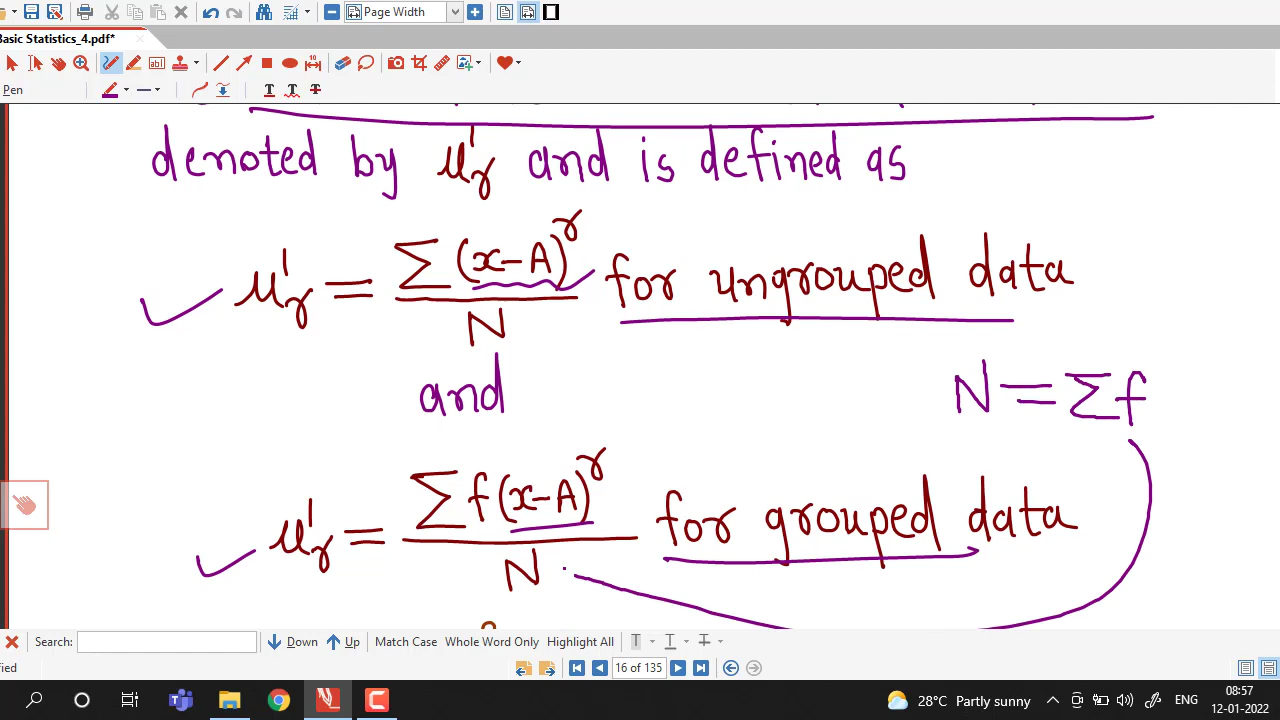 Page Width
Basic Statistics_4.pdf*
Pen
denoted by μ'r and is defined as
μ'r = Σ(x-A)^r / N for ungrouped data
and
N = Σf
μ'r = Σf(x-A)^r / N for grouped data
Search: Down Up Match Case Whole Word Only Highlight All
fied 16 of 135
28°C Partly sunny ENG 08:57
12-01-2022